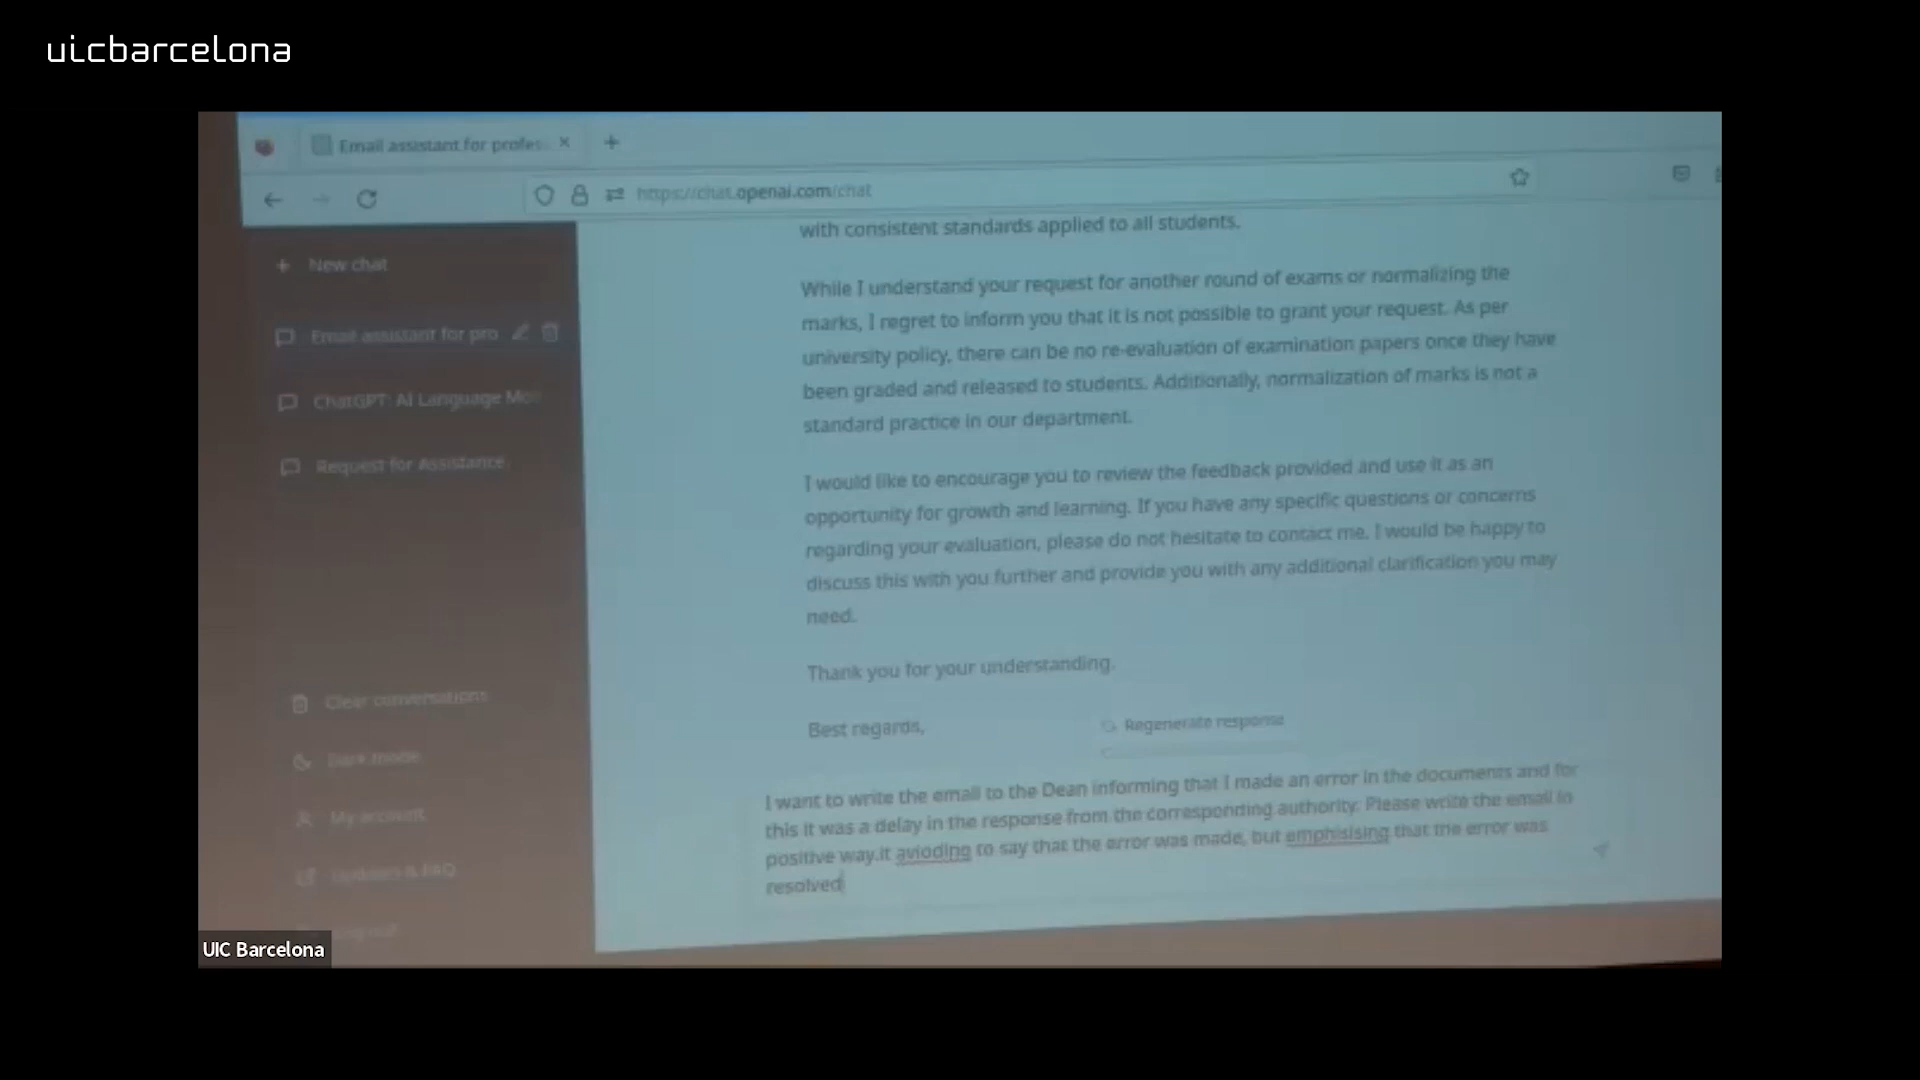 uicbarcelona
Email assistant for profes
https://chat.openai.com/chat
New chat
Email assistant for pro
ChatGPT: AI Language Mo
Request for Assistance
Clear conversations
Dark mode
My account
Updates & FAQ
Log out
with consistent standards applied to all students.
While I understand your request for another round of exams or normalizing the
marks, I regret to inform you that it is not possible to grant your request. As per
university policy, there can be no re-evaluation of examination papers once they have
been graded and released to students. Additionally, normalization of marks is not a
standard practice in our department.
I would like to encourage you to review the feedback provided and use it as an
opportunity for growth and learning. If you have any specific questions or concerns
regarding your evaluation, please do not hesitate to contact me. I would be happy to
discuss this with you further and provide you with any additional clarification you may
need.
Thank you for your understanding.
Best regards,
Regenerate response
I want to write the email to the Dean informing that I made an error in the documents and for
this it was a delay in the response from the corresponding authority. Please write the email in
positive way.it avioding to say that the error was made, but emphisising that the error was
resolved
UIC Barcelona